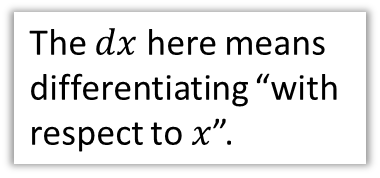 The dx here means
differentiating “with
respect to x”.